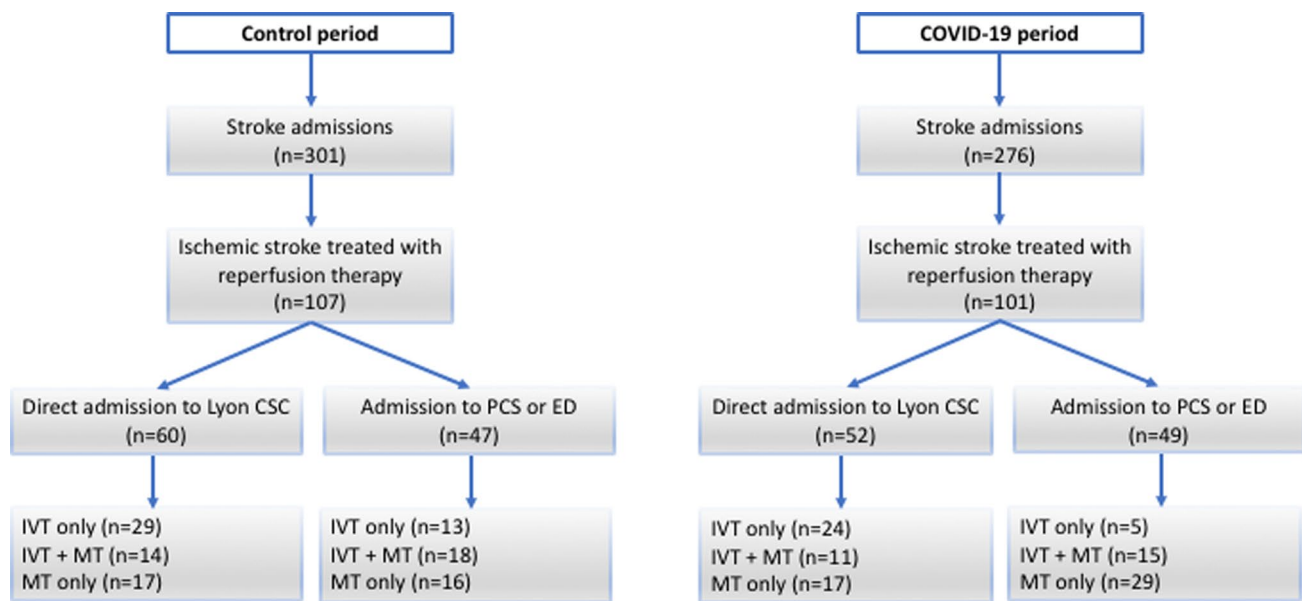 Control period
Stroke admissions
(n=301)
Ischemic stroke treated with
reperfusion therapy
(n=107)
Direct admission to Lyon CSC
(n=60)
Admission to PCS or ED
(n=47)
IVT only (n=29)
IVT + MT (n=14)
MT only (n=17)
IVT only (n=13)
IVT + MT (n=18)
MT only (n=16)
COVID-19 period
Stroke admissions
(n=276)
Ischemic stroke treated with
reperfusion therapy
(n=101)
Direct admission to Lyon CSC
(n=52)
Admission to PCS or ED
(n=49)
IVT only (n=24)
IVT + MT (n=11)
MT only (n=17)
IVT only (n=5)
IVT + MT (n=15)
MT only (n=29)